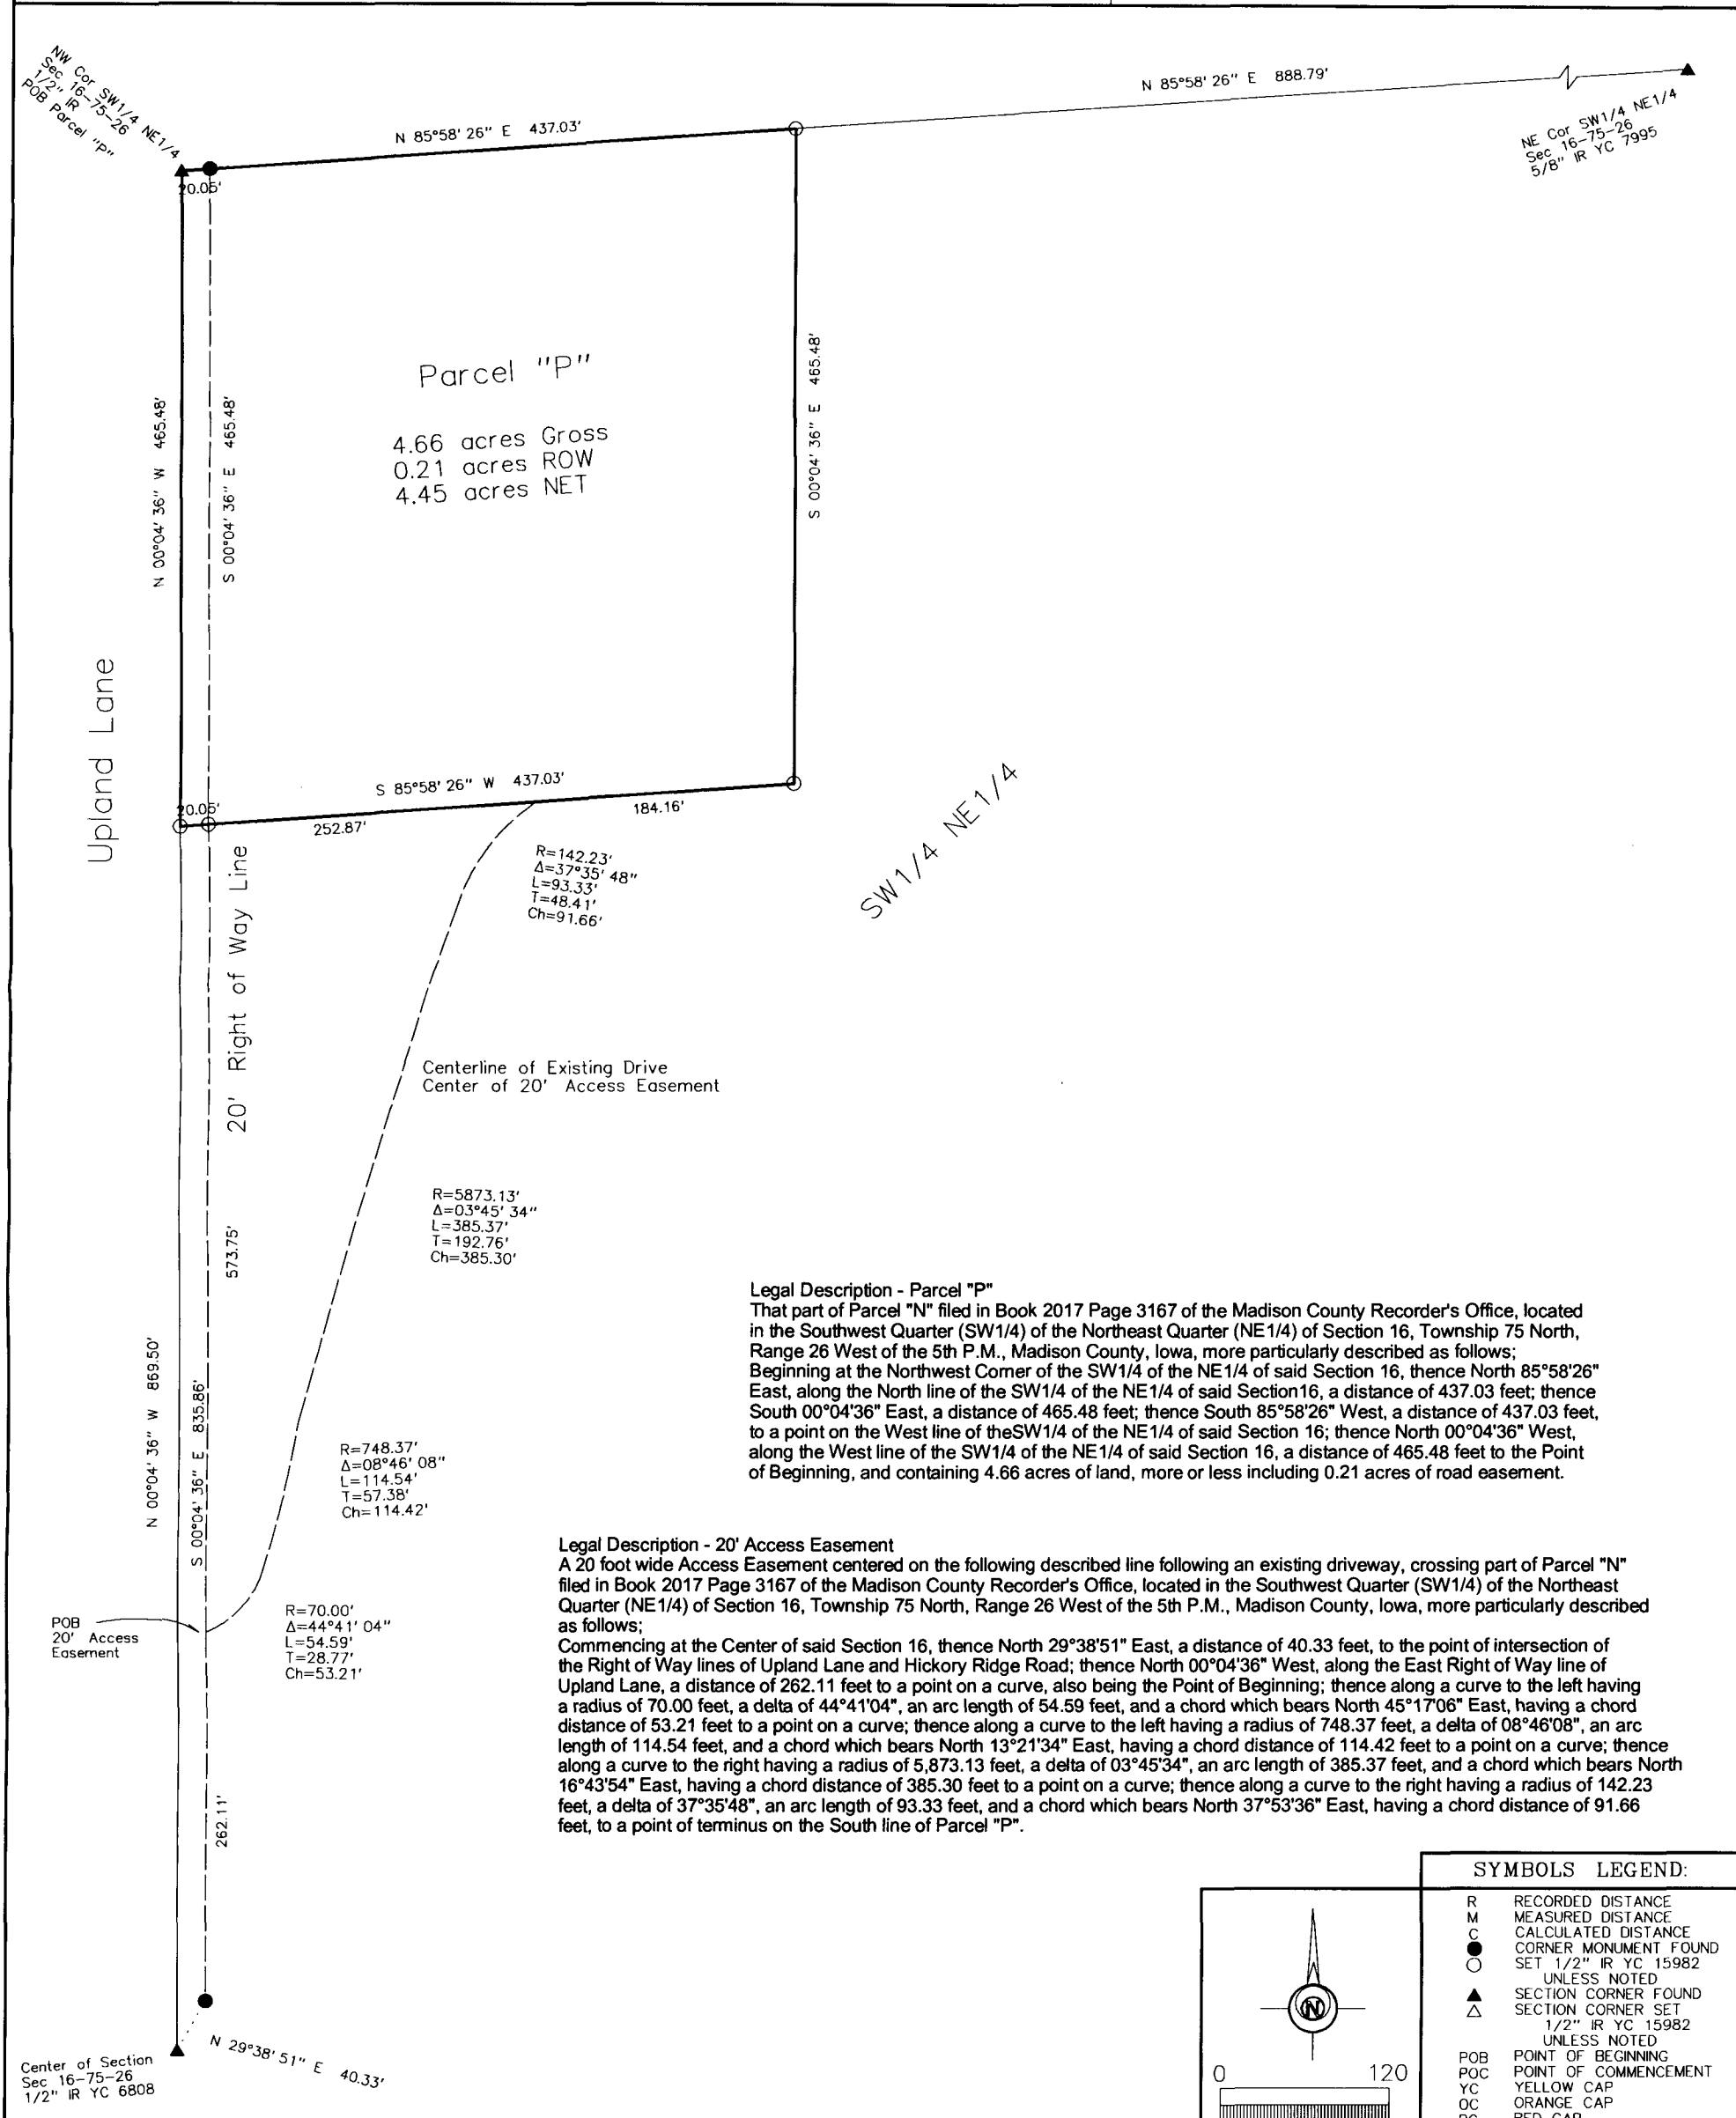 NW Cor SW1/4 NE1/4
Sec 16-75-26
1/2" IR
POB Parcel "P"
N 85°58'26" E 888.79'
NE Cor SW1/4 NE1/4
Sec 16-75-26
5/8" IR YC 7995
N 85°58'26" E 437.03'
20.05'
N 00°04'36" W 465.48'
S 00°04'36" E 465.48'
Parcel "P"
4.66 acres Gross
0.21 acres ROW
4.45 acres NET
S 00°04'36" E 465.48'
Upland Lane
S 85°58'26" W 437.03'
20.05'
252.87'
184.16'
SW1/4 NE1/4
R=142.23'
Δ=37°35'48"
L=93.33'
T=48.41'
Ch=91.66'
20' Right of Way Line
Centerline of Existing Drive
Center of 20' Access Easement
R=5873.13'
Δ=03°45'34"
L=385.37'
T=192.76'
Ch=385.30'
573.75'
N 00°04'36" W 869.50'
S 00°04'36" E 835.86'
R=748.37'
Δ=08°46'08"
L=114.54'
T=57.38'
Ch=114.42'
Legal Description - Parcel "P"
That part of Parcel "N" filed in Book 2017 Page 3167 of the Madison County Recorder's Office, located
in the Southwest Quarter (SW1/4) of the Northeast Quarter (NE1/4) of Section 16, Township 75 North,
Range 26 West of the 5th P.M., Madison County, Iowa, more particularly described as follows;
Beginning at the Northwest Corner of the SW1/4 of the NE1/4 of said Section 16, thence North 85°58'26"
East, along the North line of the SW1/4 of the NE1/4 of said Section16, a distance of 437.03 feet; thence
South 00°04'36" East, a distance of 465.48 feet; thence South 85°58'26" West, a distance of 437.03 feet,
to a point on the West line of theSW1/4 of the NE1/4 of said Section 16; thence North 00°04'36" West,
along the West line of the SW1/4 of the NE1/4 of said Section 16, a distance of 465.48 feet to the Point
of Beginning, and containing 4.66 acres of land, more or less including 0.21 acres of road easement.
POB
20' Access
Easement
R=70.00'
Δ=44°41'04"
L=54.59'
T=28.77'
Ch=53.21'
Legal Description - 20' Access Easement
A 20 foot wide Access Easement centered on the following described line following an existing driveway, crossing part of Parcel "N"
filed in Book 2017 Page 3167 of the Madison County Recorder's Office, located in the Southwest Quarter (SW1/4) of the Northeast
Quarter (NE1/4) of Section 16, Township 75 North, Range 26 West of the 5th P.M., Madison County, Iowa, more particularly described
as follows;
Commencing at the Center of said Section 16, thence North 29°38'51" East, a distance of 40.33 feet, to the point of intersection of
the Right of Way lines of Upland Lane and Hickory Ridge Road; thence North 00°04'36" West, along the East Right of Way line of
Upland Lane, a distance of 262.11 feet to a point on a curve, also being the Point of Beginning; thence along a curve to the left having
a radius of 70.00 feet, a delta of 44°41'04", an arc length of 54.59 feet, and a chord which bears North 45°17'06" East, having a chord
distance of 53.21 feet to a point on a curve; thence along a curve to the left having a radius of 748.37 feet, a delta of 08°46'08", an arc
length of 114.54 feet, and a chord which bears North 13°21'34" East, having a chord distance of 114.42 feet to a point on a curve; thence
along a curve to the right having a radius of 5,873.13 feet, a delta of 03°45'34", an arc length of 385.37 feet, and a chord which bears North
16°43'54" East, having a chord distance of 385.30 feet to a point on a curve; thence along a curve to the right having a radius of 142.23
feet, a delta of 37°35'48", an arc length of 93.33 feet, and a chord which bears North 37°53'36" East, having a chord distance of 91.66
feet, to a point of terminus on the South line of Parcel "P".
262.11'
Center of Section
Sec 16-75-26
1/2" IR YC 6808
N 29°38'51" E 40.33'
N
0 120
SYMBOLS LEGEND:
R RECORDED DISTANCE
M MEASURED DISTANCE
C CALCULATED DISTANCE
CORNER MONUMENT FOUND
SET 1/2" IR YC 15982
UNLESS NOTED
SECTION CORNER FOUND
SECTION CORNER SET
1/2" IR YC 15982
UNLESS NOTED
POB POINT OF BEGINNING
POC POINT OF COMMENCEMENT
YC YELLOW CAP
OC ORANGE CAP
RED CAP